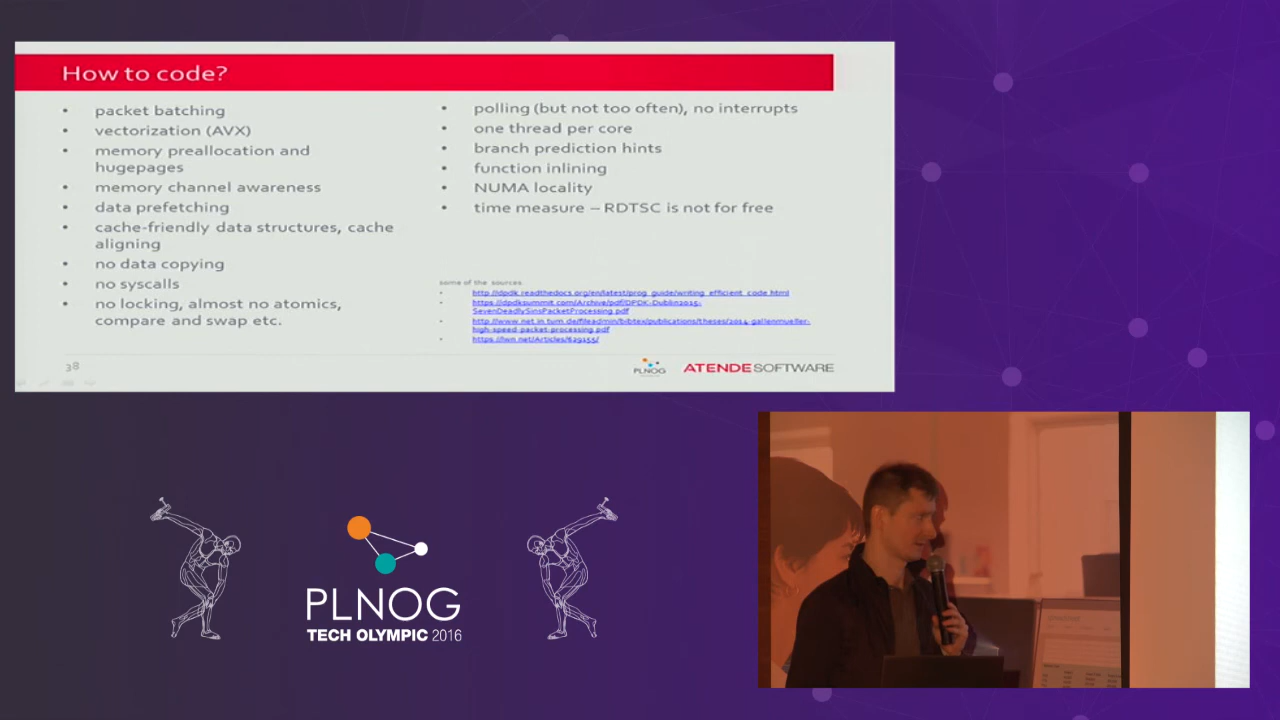 How to code?
• packet batching
• vectorization (AVX)
• memory preallocation and
hugepages
• memory channel awareness
• data prefetching
• cache-friendly data structures, cache
aligning
• no data copying
• no syscalls
• no locking, almost no atomics,
compare and swap etc.
• polling (but not too often), no interrupts
• one thread per core
• branch prediction hints
• function inlining
• NUMA locality
• time measure – RDTSC is not for free
some of the sources
• http://dpdk.readthedocs.org/en/latest/prog_guide/writing_efficient_code.html
• https://dpdksummit.com/Archive/pdf/DPDK-Dublin2015-
SevenDeadlySinsPacketProcessing.pdf
• http://www.net.in.tum.de/fileadmin/bibtex/publications/theses/2014-gallenmueller-
high-speed-packet-processing.pdf
• https://lwn.net/Articles/629155/
38
PLNOG
ATENDESOFTWARE
PLNOG
TECH OLYMPIC 2016